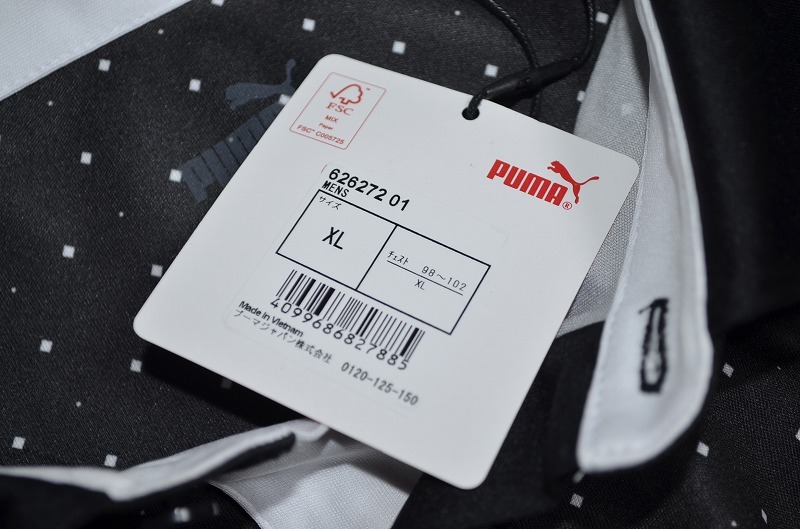 FSC
MIX
Paper
FSC® C005725
PUMA®
PUMA
626272 01
MENS
サイズ
XL
チェスト 98～102
XL
4099686827885
Made in Vietnam
プーマジャパン株式会社 0120-125-150